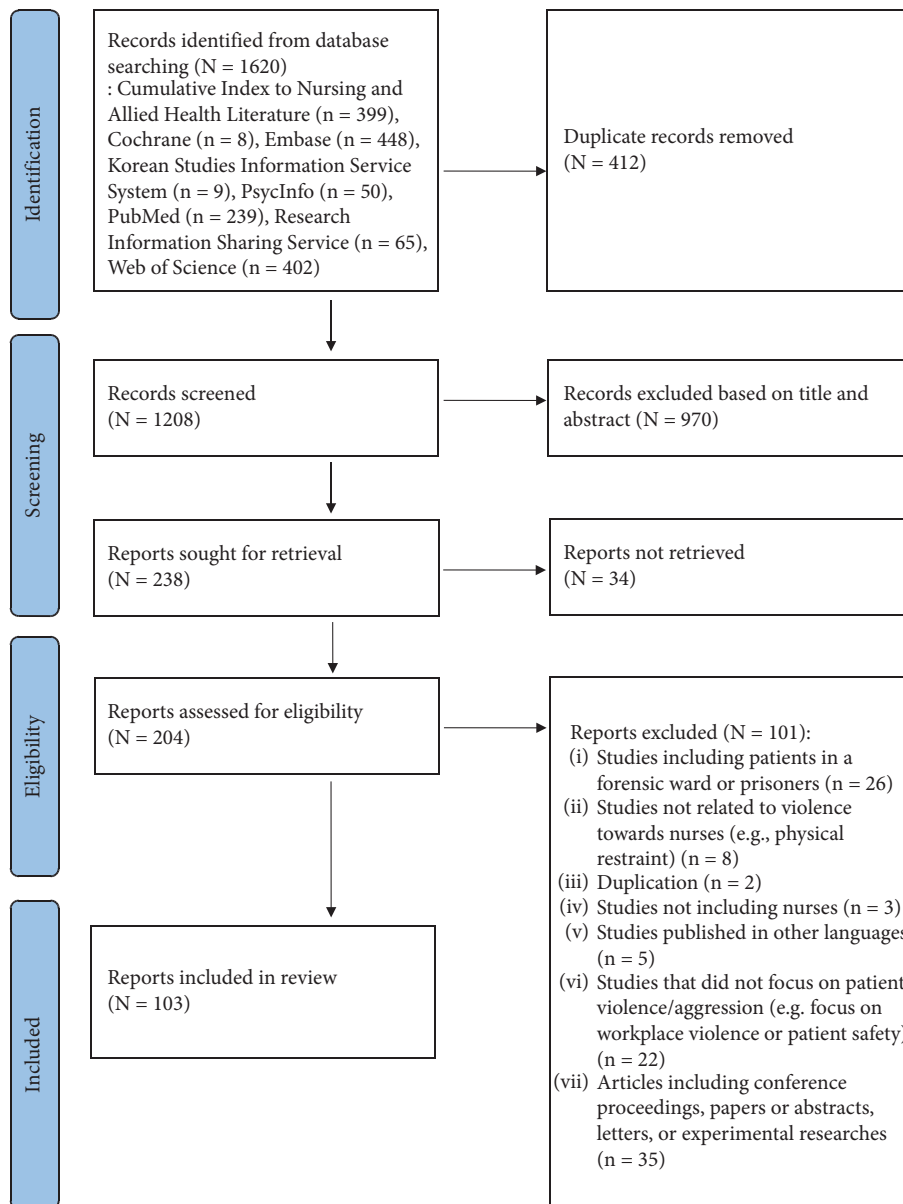 Identification
Records identified from database
searching (N = 1620)
: Cumulative Index to Nursing and
Allied Health Literature (n = 399),
Cochrane (n = 8), Embase (n = 448),
Korean Studies Information Service
System (n = 9), PsycInfo (n = 50),
PubMed (n = 239), Research
Information Sharing Service (n = 65),
Web of Science (n = 402)
Duplicate records removed
(N = 412)
Screening
Records screened
(N = 1208)
Records excluded based on title and
abstract (N = 970)
Reports sought for retrieval
(N = 238)
Reports not retrieved
(N = 34)
Eligibility
Reports assessed for eligibility
(N = 204)
Reports excluded (N = 101):
(i) Studies including patients in a
forensic ward or prisoners (n = 26)
(ii) Studies not related to violence
towards nurses (e.g., physical
restraint) (n = 8)
(iii) Duplication (n = 2)
(iv) Studies not including nurses (n = 3)
(v) Studies published in other languages
(n = 5)
(vi) Studies that did not focus on patient
violence/aggression (e.g. focus on
workplace violence or patient safety)
(n = 22)
(vii) Articles including conference
proceedings, papers or abstracts,
letters, or experimental researches
(n = 35)
Included
Reports included in review
(N = 103)